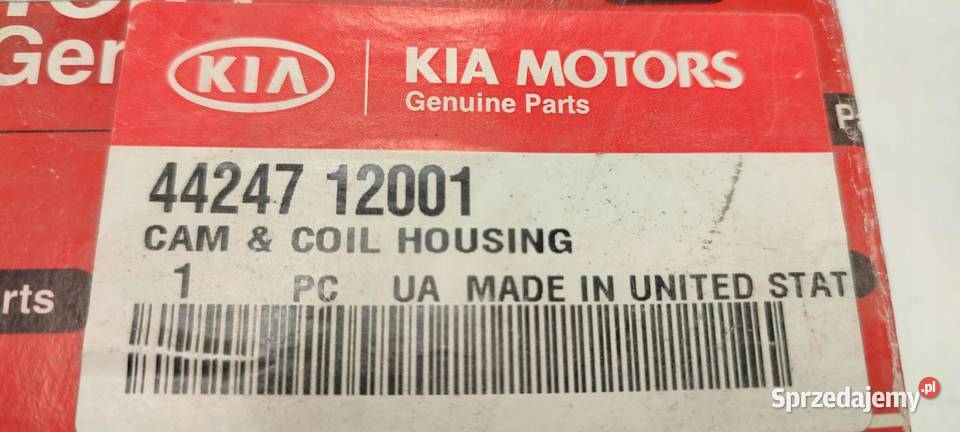 Ger
KIA
KIA MOTORS
Genuine Parts
44247 12001
CAM & COIL HOUSING
1 PC UA MADE IN UNITED STAT
rts
Sprzedajemy.pl